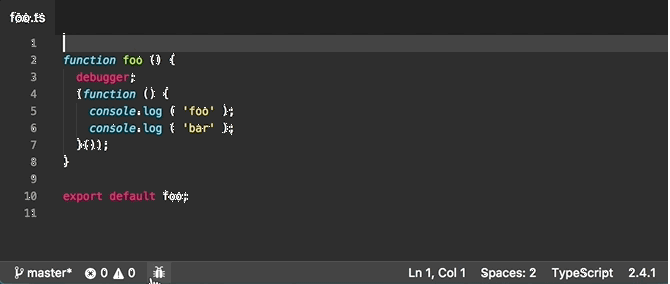 foo.ts
1
2 function foo () {
3 debugger;
4 (function () {
5 console.log ( 'foo' );
6 console.log ( 'bar' );
7 }());
8 }
9
10 export default foo;
11
master* 0 0 Ln 1, Col 1 Spaces: 2 TypeScript 2.4.1